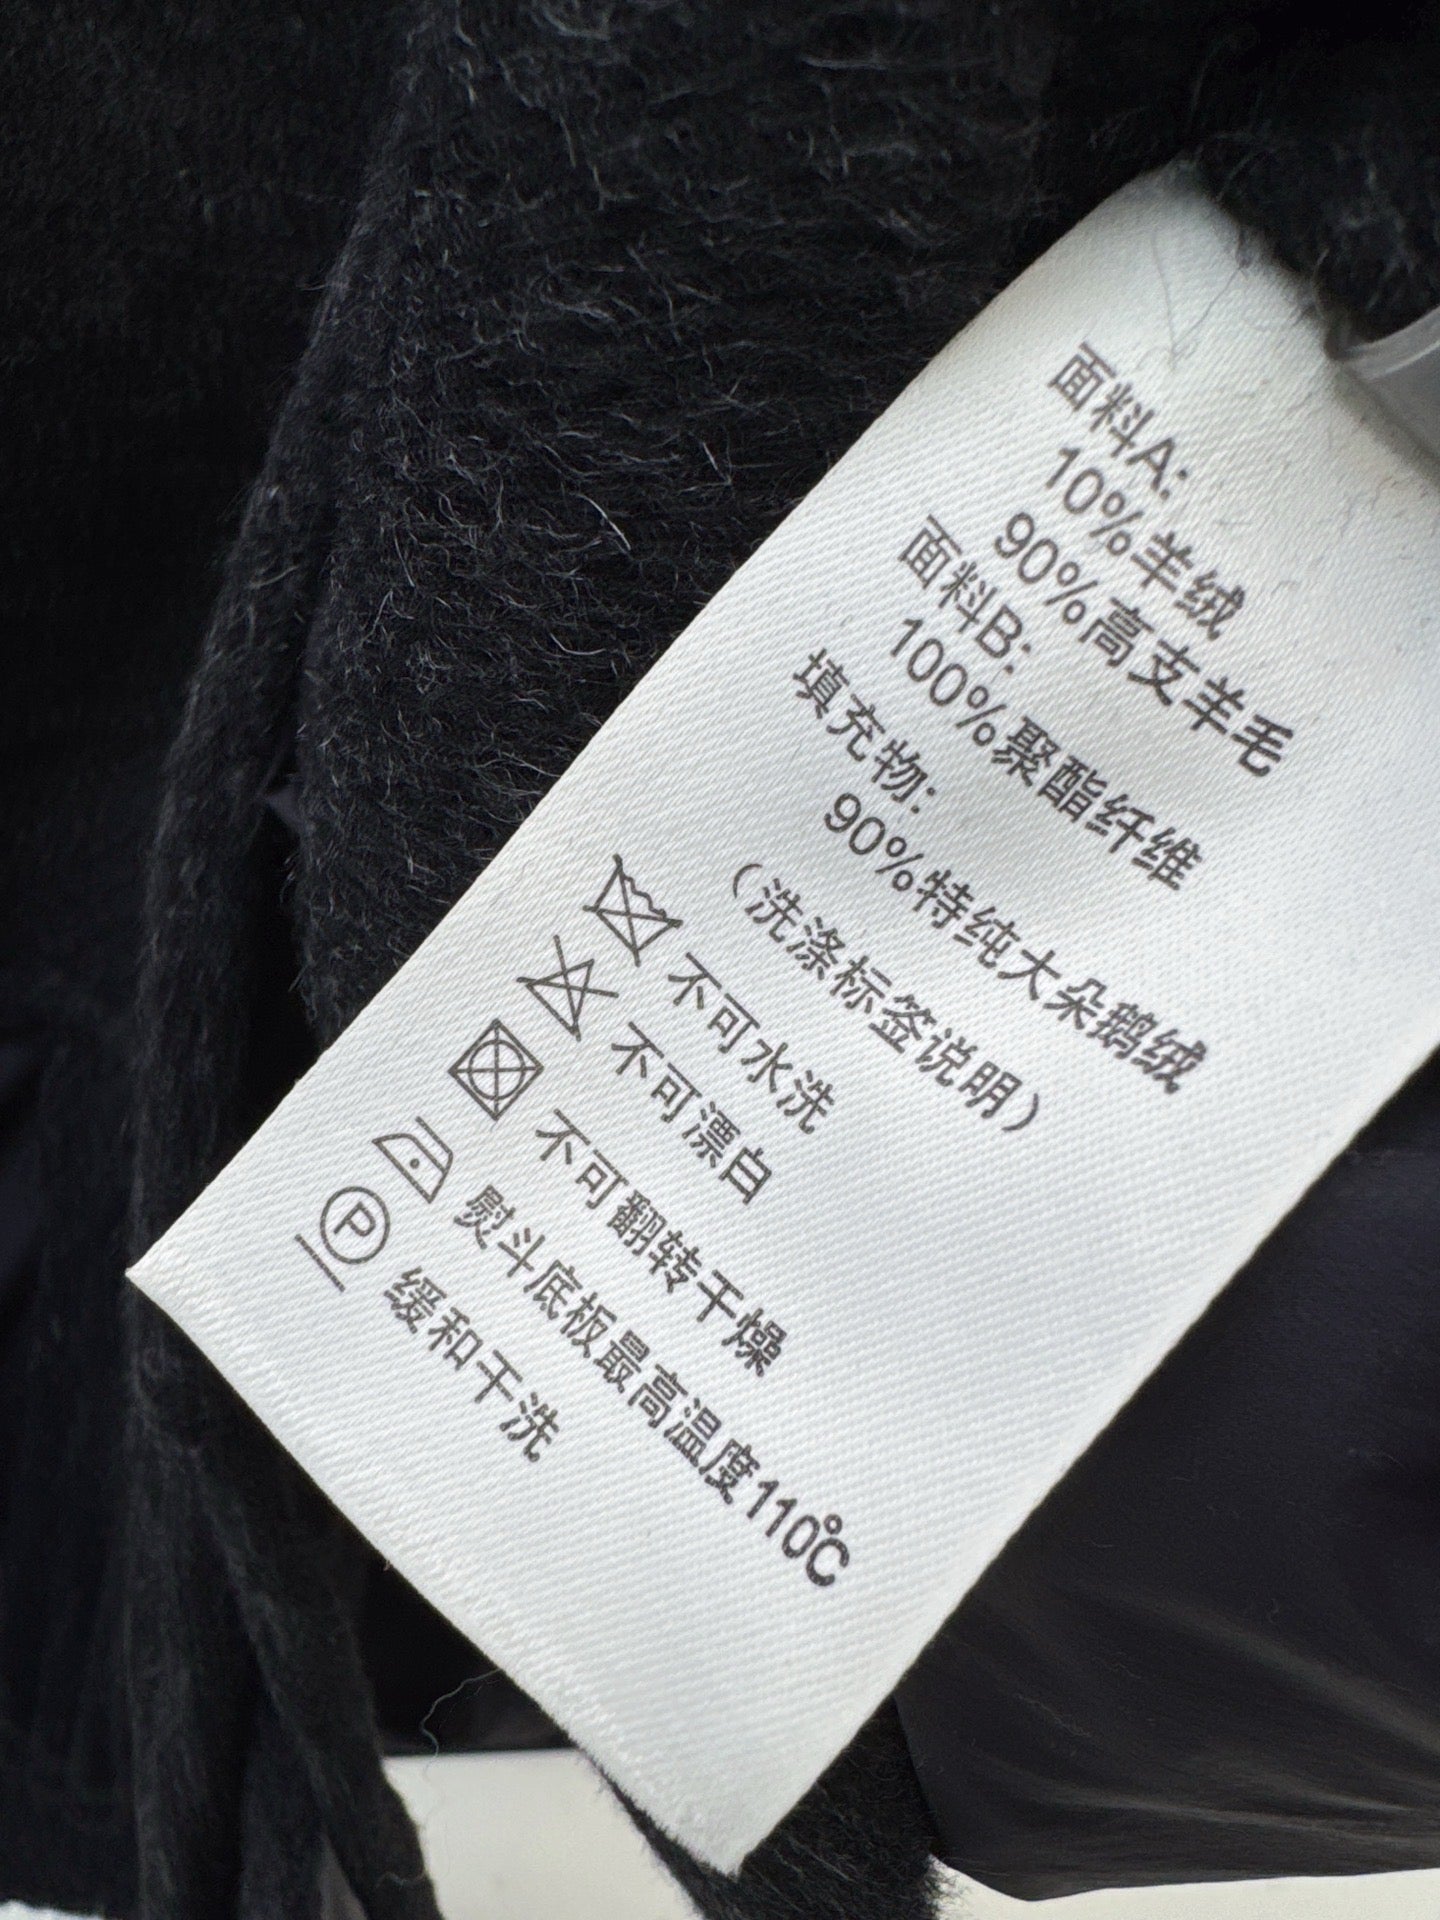 面料A:
10%羊绒
90%高支羊毛
面料B:
100%聚酯纤维
填充物:
90%特纯大朵鹅绒
（洗涤标签说明）
不可水洗
不可漂白
不可翻转干燥
熨斗底板最高温度110℃
P 缓和干洗